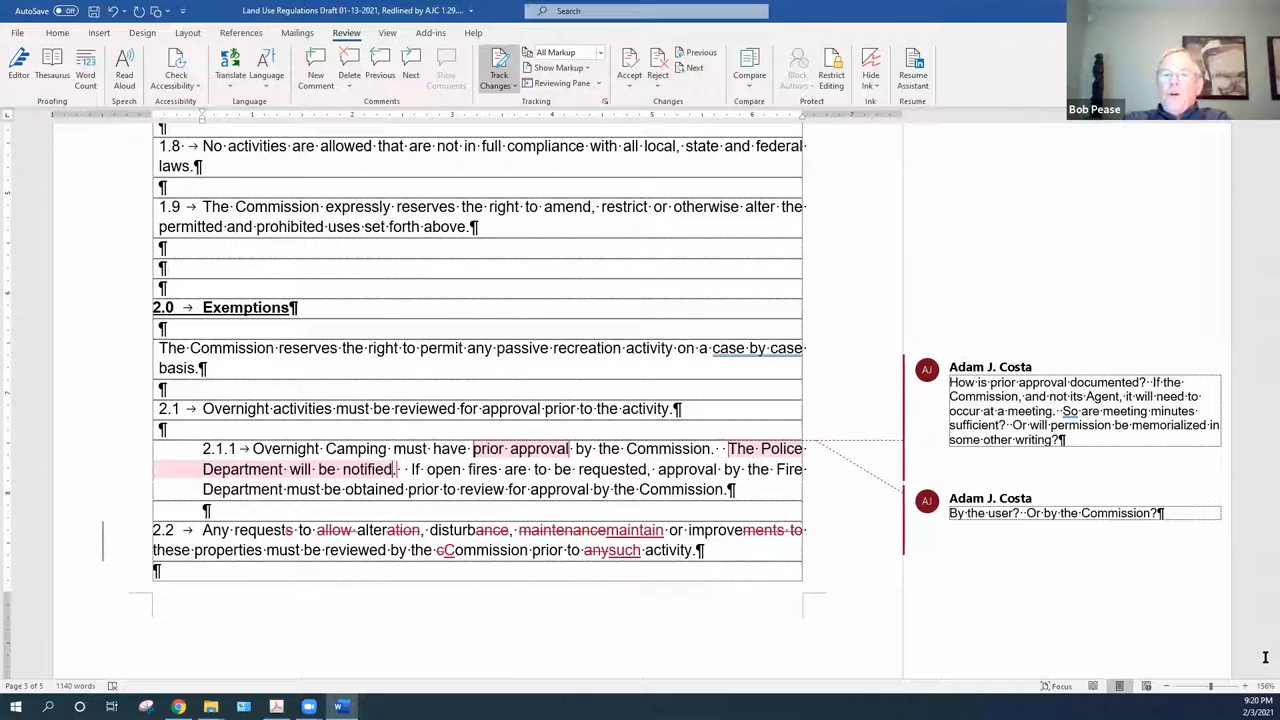 AutoSave Off Land Use Regulations Draft 01-13-2021, Redlined by AJC 1:29.... Search
File Home Insert Design Layout References Mailings Review View Add-ins Help
Editor Thesaurus Word Count Read Aloud Check Accessibility Translate Language New Comment Delete Previous Next Show Comments Track Changes All Markup Show Markup Reviewing Pane Accept Reject Previous Next Compare Block Authors Restrict Editing Hide Ink Resume Assistant
Proofing Speech Accessibility Language Comments Tracking Changes Compare Protect Ink Resume
Bob Pease
1.8 → No activities are allowed that are not in full compliance with all local, state and federal
laws.¶
¶
1.9 → The Commission expressly reserves the right to amend, restrict or otherwise alter the
permitted and prohibited uses set forth above.¶
¶
¶
¶
2.0 → Exemptions¶
¶
The Commission reserves the right to permit any passive recreation activity on a case by case
basis.¶
¶
2.1 → Overnight activities must be reviewed for approval prior to the activity.¶
¶
2.1.1 → Overnight Camping must have prior approval by the Commission. The Police
Department will be notified. If open fires are to be requested, approval by the Fire
Department must be obtained prior to review for approval by the Commission.¶
¶
2.2 → Any requests to allow alteration, disturbance, maintenancemaintain or improvements to
these properties must be reviewed by the cCommission prior to anysuch activity.¶
¶
AJ Adam J. Costa
How is prior approval documented? If the
Commission, and not its Agent, it will need to
occur at a meeting. So are meeting minutes
sufficient? Or will permission be memorialized in
some other writing?¶
AJ Adam J. Costa
By the user? Or by the Commission?¶
Page 3 of 5 1140 words Focus 156%
9:20 PM
2/3/2021